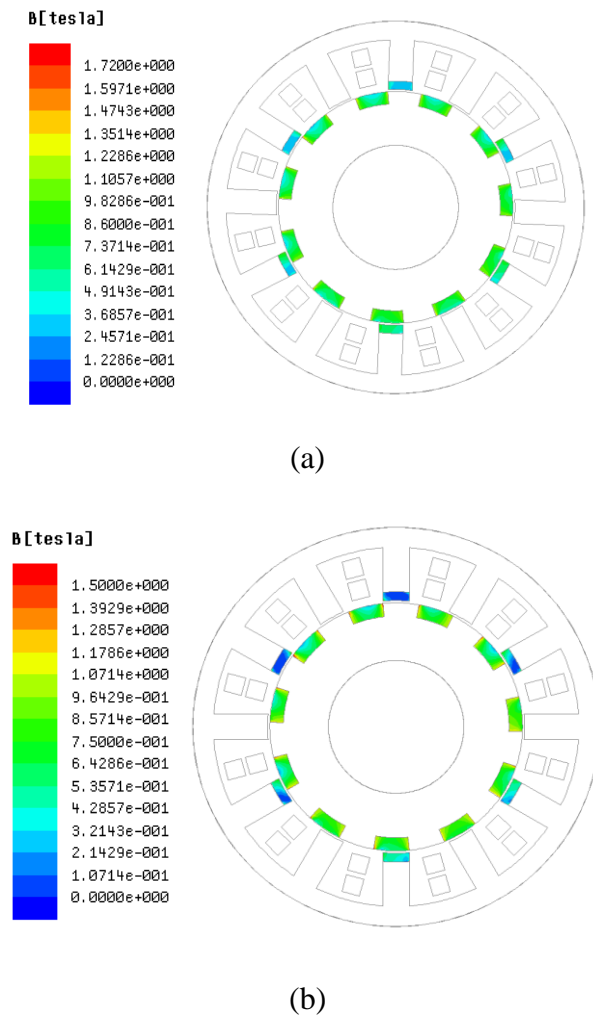 B[tesla]
1.7200e+000
1.5971e+000
1.4743e+000
1.3514e+000
1.2286e+000
1.1057e+000
9.8286e-001
8.6000e-001
7.3714e-001
6.1429e-001
4.9143e-001
3.6857e-001
2.4571e-001
1.2286e-001
0.0000e+000
(a)
B[tesla]
1.5000e+000
1.3929e+000
1.2857e+000
1.1786e+000
1.0714e+000
9.6429e-001
8.5714e-001
7.5000e-001
6.4286e-001
5.3571e-001
4.2857e-001
3.2143e-001
2.1429e-001
1.0714e-001
0.0000e+000
(b)